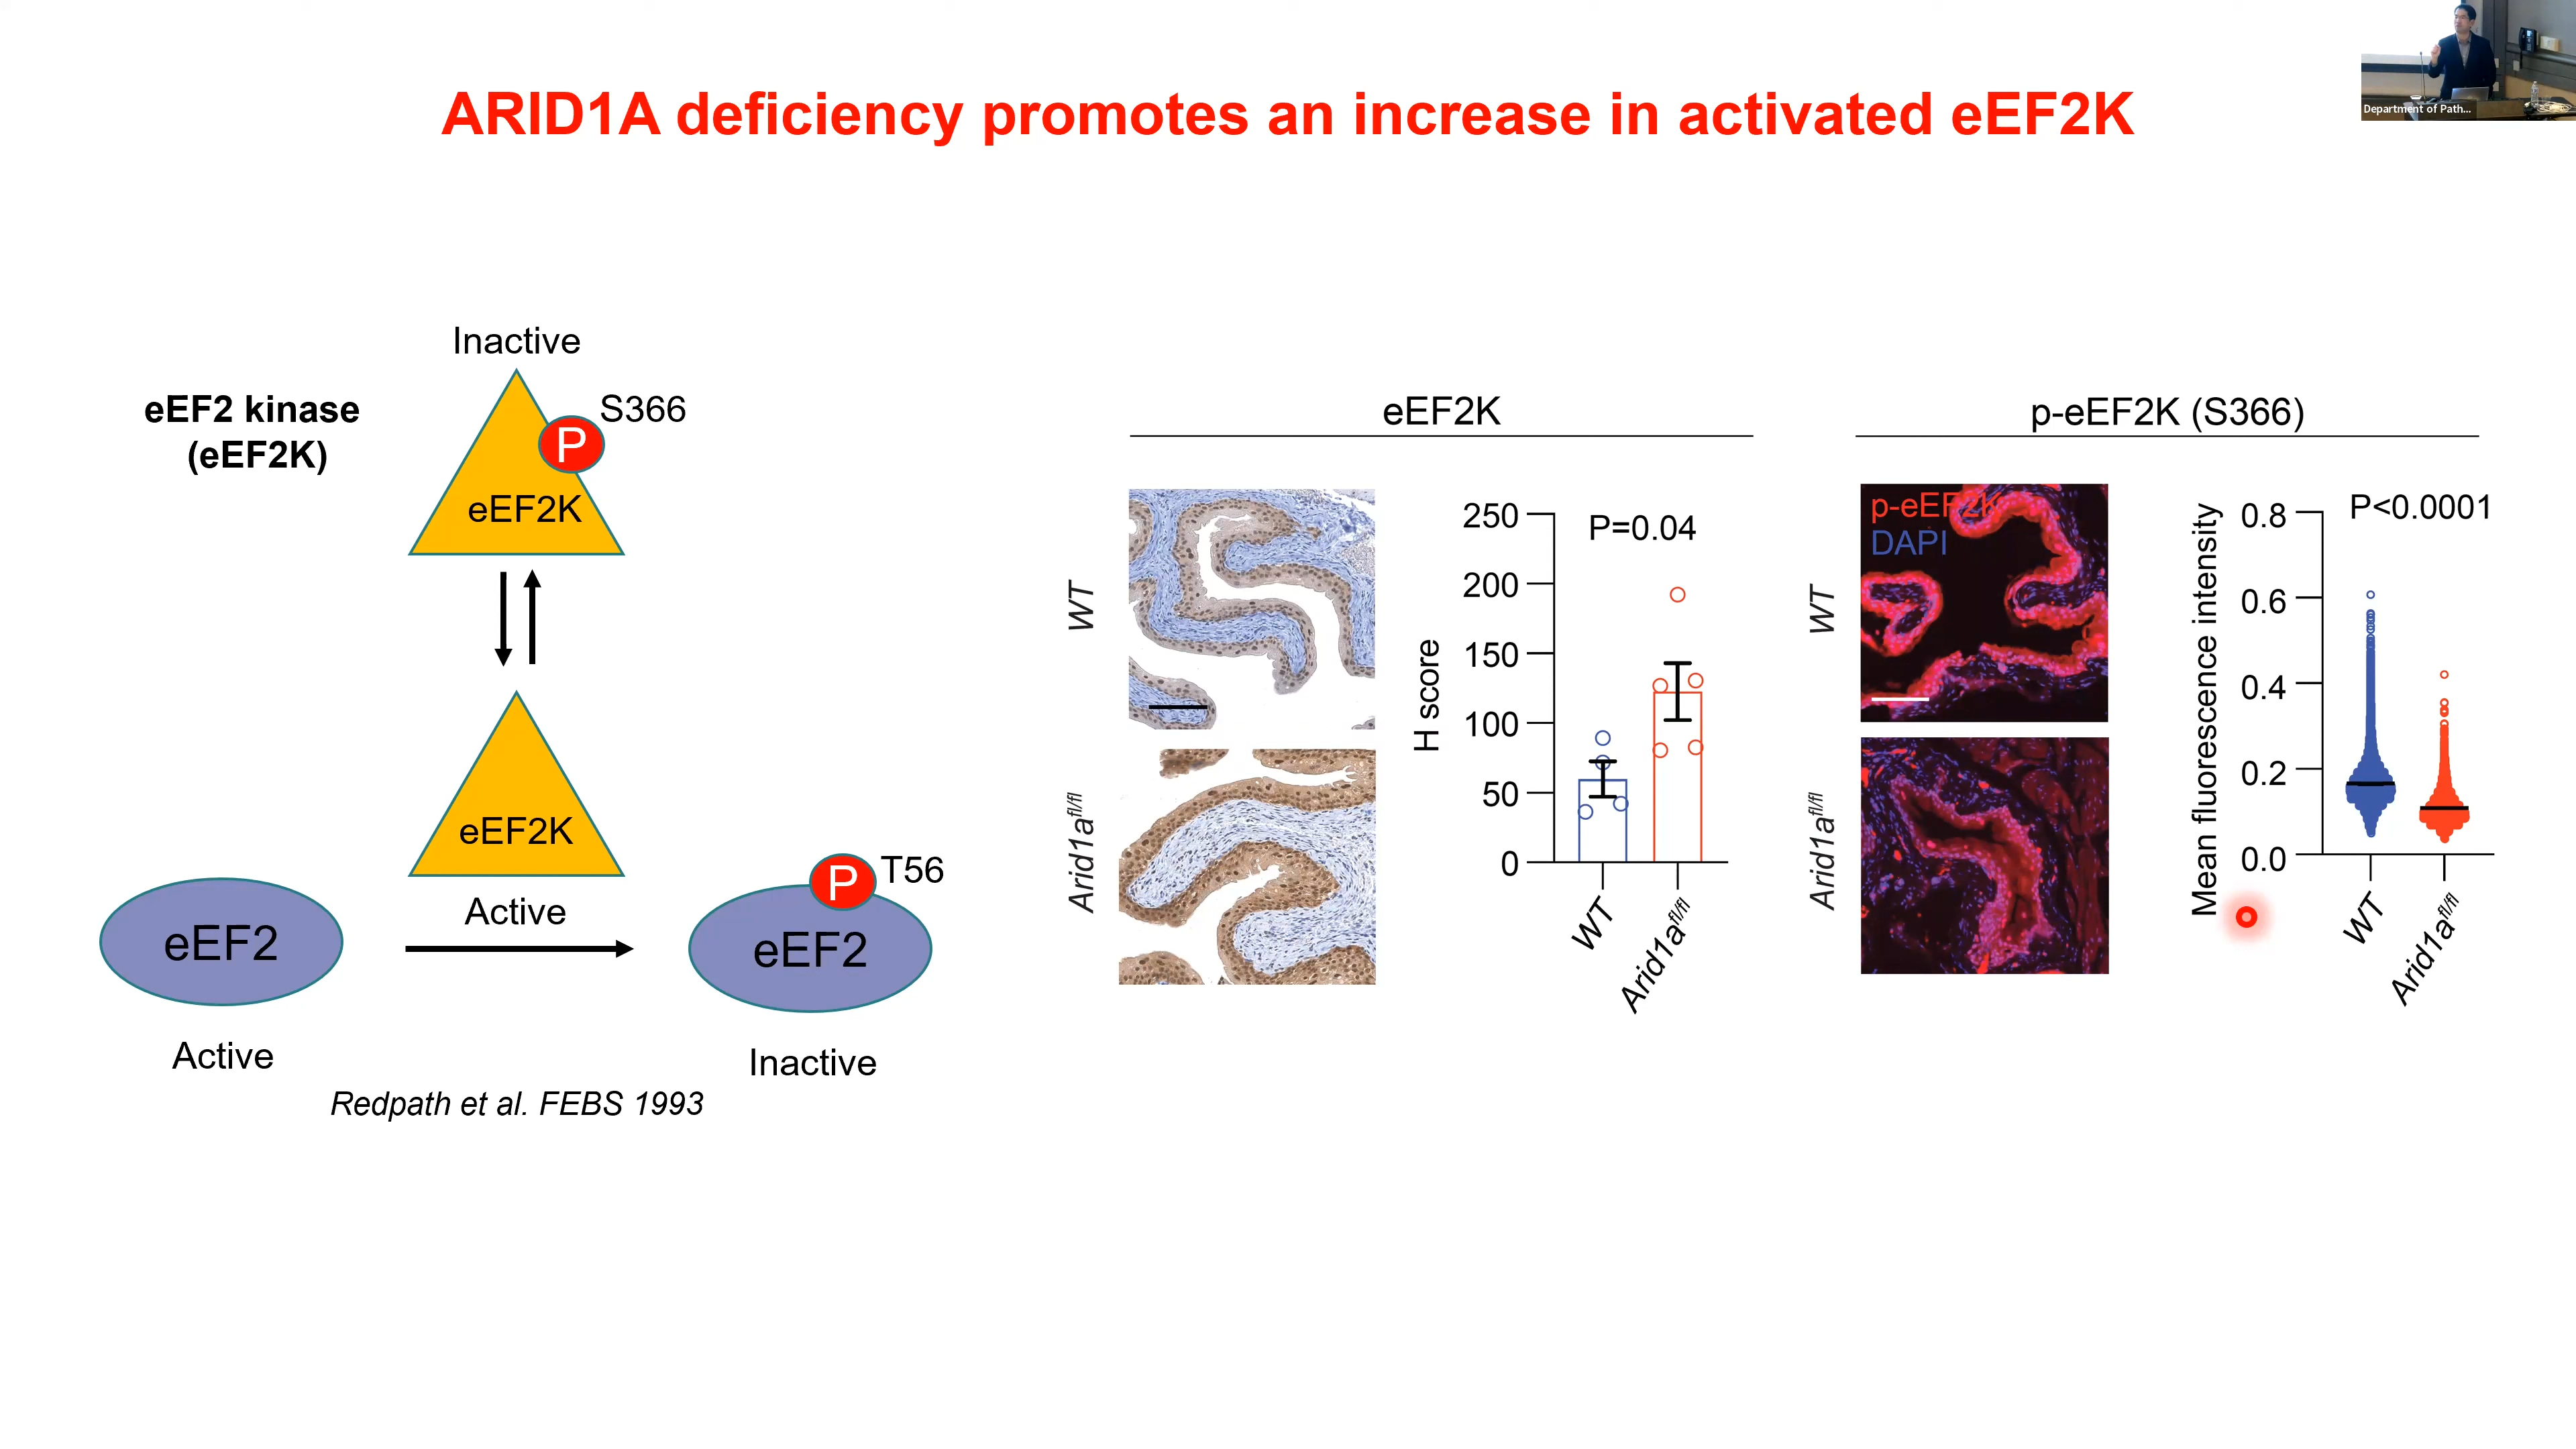 ARID1A deficiency promotes an increase in activated eEF2K
Department of Path...
Inactive
eEF2 kinase
(eEF2K)
S366
P
eEF2K
eEF2K
Active
eEF2
Active
P
T56
eEF2
Inactive
Redpath et al. FEBS 1993
eEF2K
WT
Arid1afl/fl
H score
250
200
150
100
50
0
P=0.04
WT
Arid1afl/fl
p-eEF2K (S366)
p-eEF2K
DAPI
WT
Arid1afl/fl
Mean fluorescence intensity
0.8
0.6
0.4
0.2
0.0
P<0.0001
WT
Arid1afl/fl